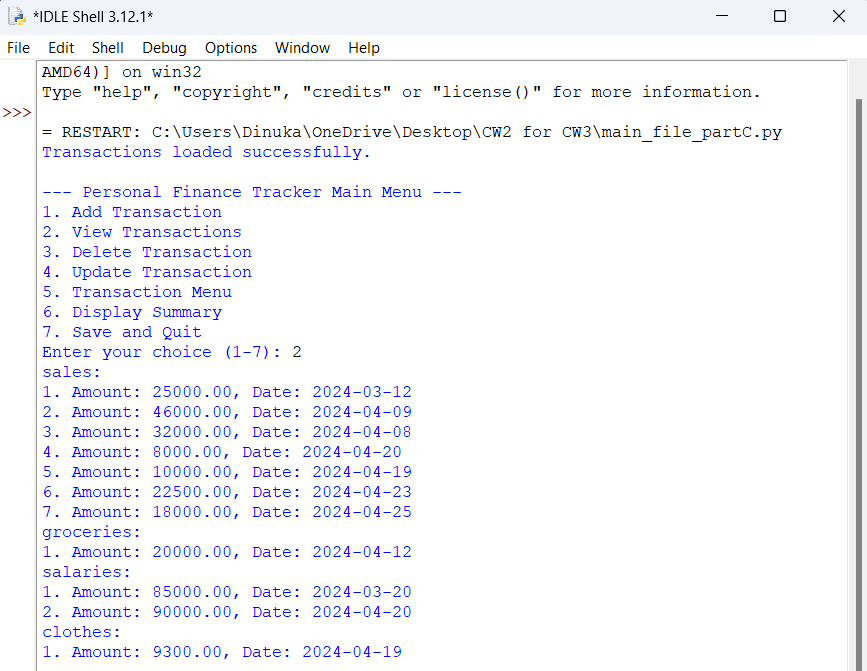 *IDLE Shell 3.12.1*
File Edit Shell Debug Options Window Help
AMD64)] on win32
Type "help", "copyright", "credits" or "license()" for more information.
>>>
= RESTART: C:\Users\Dinuka\OneDrive\Desktop\CW2 for CW3\main_file_partC.py
Transactions loaded successfully.
--- Personal Finance Tracker Main Menu ---
1. Add Transaction
2. View Transactions
3. Delete Transaction
4. Update Transaction
5. Transaction Menu
6. Display Summary
7. Save and Quit
Enter your choice (1-7): 2
sales:
1. Amount: 25000.00, Date: 2024-03-12
2. Amount: 46000.00, Date: 2024-04-09
3. Amount: 32000.00, Date: 2024-04-08
4. Amount: 8000.00, Date: 2024-04-20
5. Amount: 10000.00, Date: 2024-04-19
6. Amount: 22500.00, Date: 2024-04-23
7. Amount: 18000.00, Date: 2024-04-25
groceries:
1. Amount: 20000.00, Date: 2024-04-12
salaries:
1. Amount: 85000.00, Date: 2024-03-20
2. Amount: 90000.00, Date: 2024-04-20
clothes:
1. Amount: 9300.00, Date: 2024-04-19